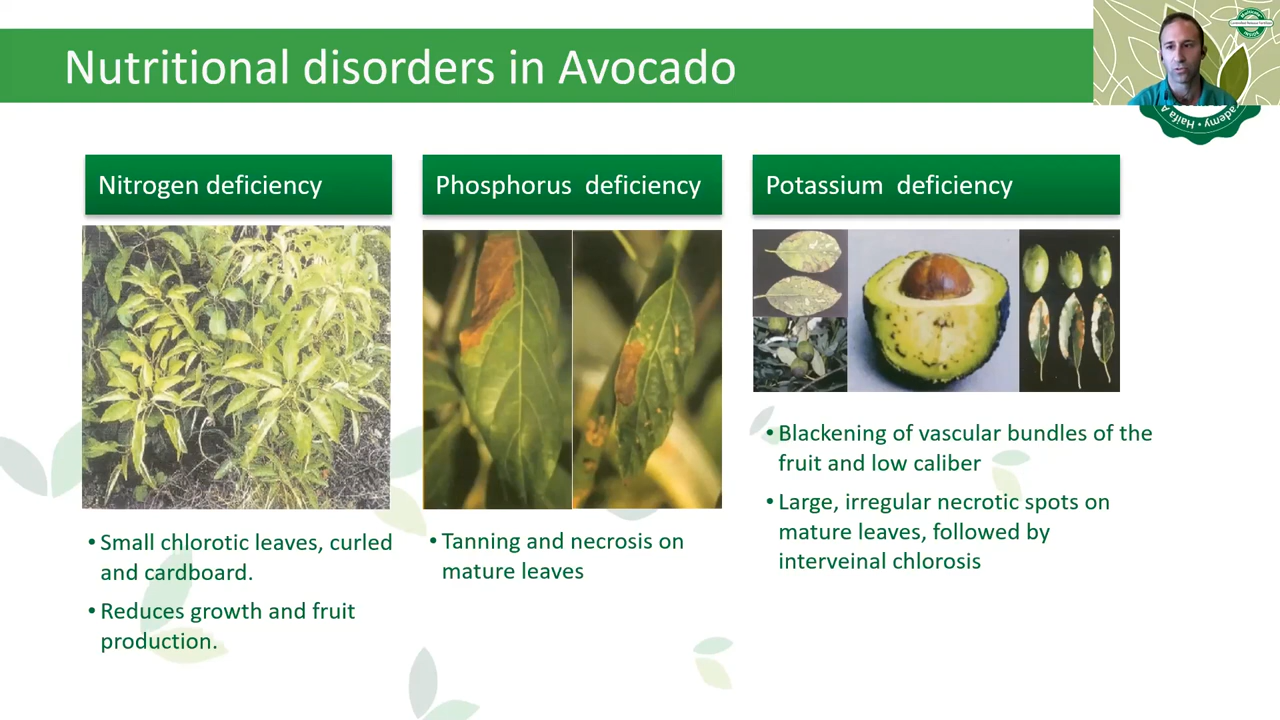 Nutritional disorders in Avocado
ademy • Haifa A
Nitrogen deficiency
Phosphorus deficiency
Potassium deficiency
• Small chlorotic leaves, curled
and cardboard.
• Reduces growth and fruit
production.
• Tanning and necrosis on
mature leaves
• Blackening of vascular bundles of the
fruit and low caliber
• Large, irregular necrotic spots on
mature leaves, followed by
interveinal chlorosis